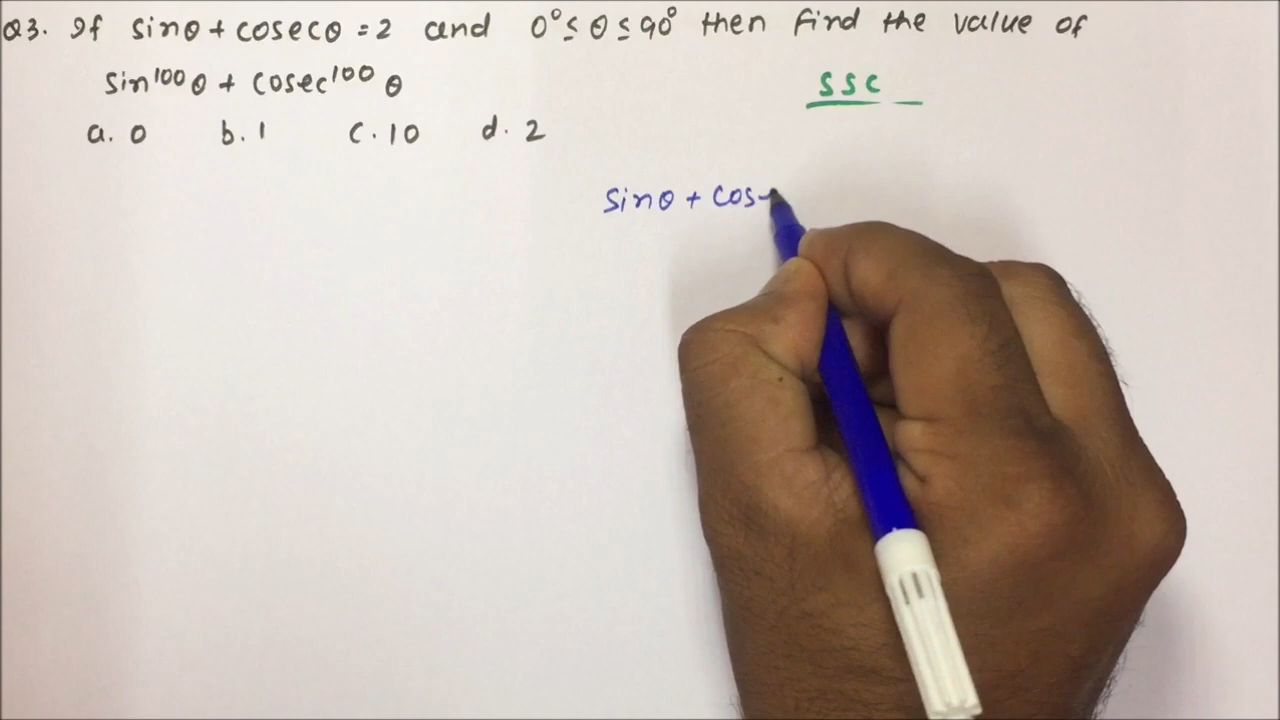 Q3. If sinθ + cosecθ = 2 and 0° ≤ θ ≤ 90° then find the value of
sin¹⁰⁰θ + cosec¹⁰⁰θ
SSC
a. 0 b. 1 c. 10 d. 2
sinθ + cos